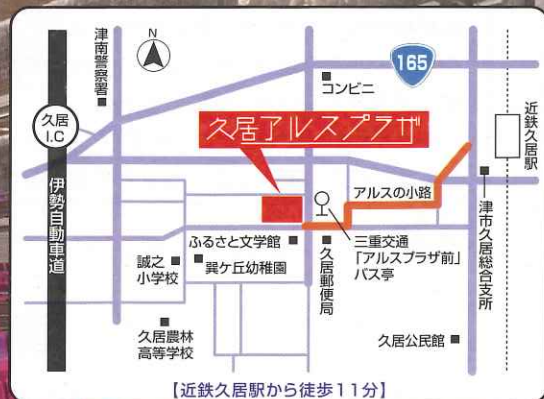 津南警察署
N
165
コンビニ
久居
I.C
久居アルスプラザ
近鉄久居駅
伊勢自動車道
アルスの小路
津市久居総合支所
ふるさと文学館
三重交通
「アルスプラザ前」
バス亭
誠之
小学校
巽ケ丘幼稚園
久居郵便局
久居農林
高等学校
久居公民館
【近鉄久居駅から徒歩11分】